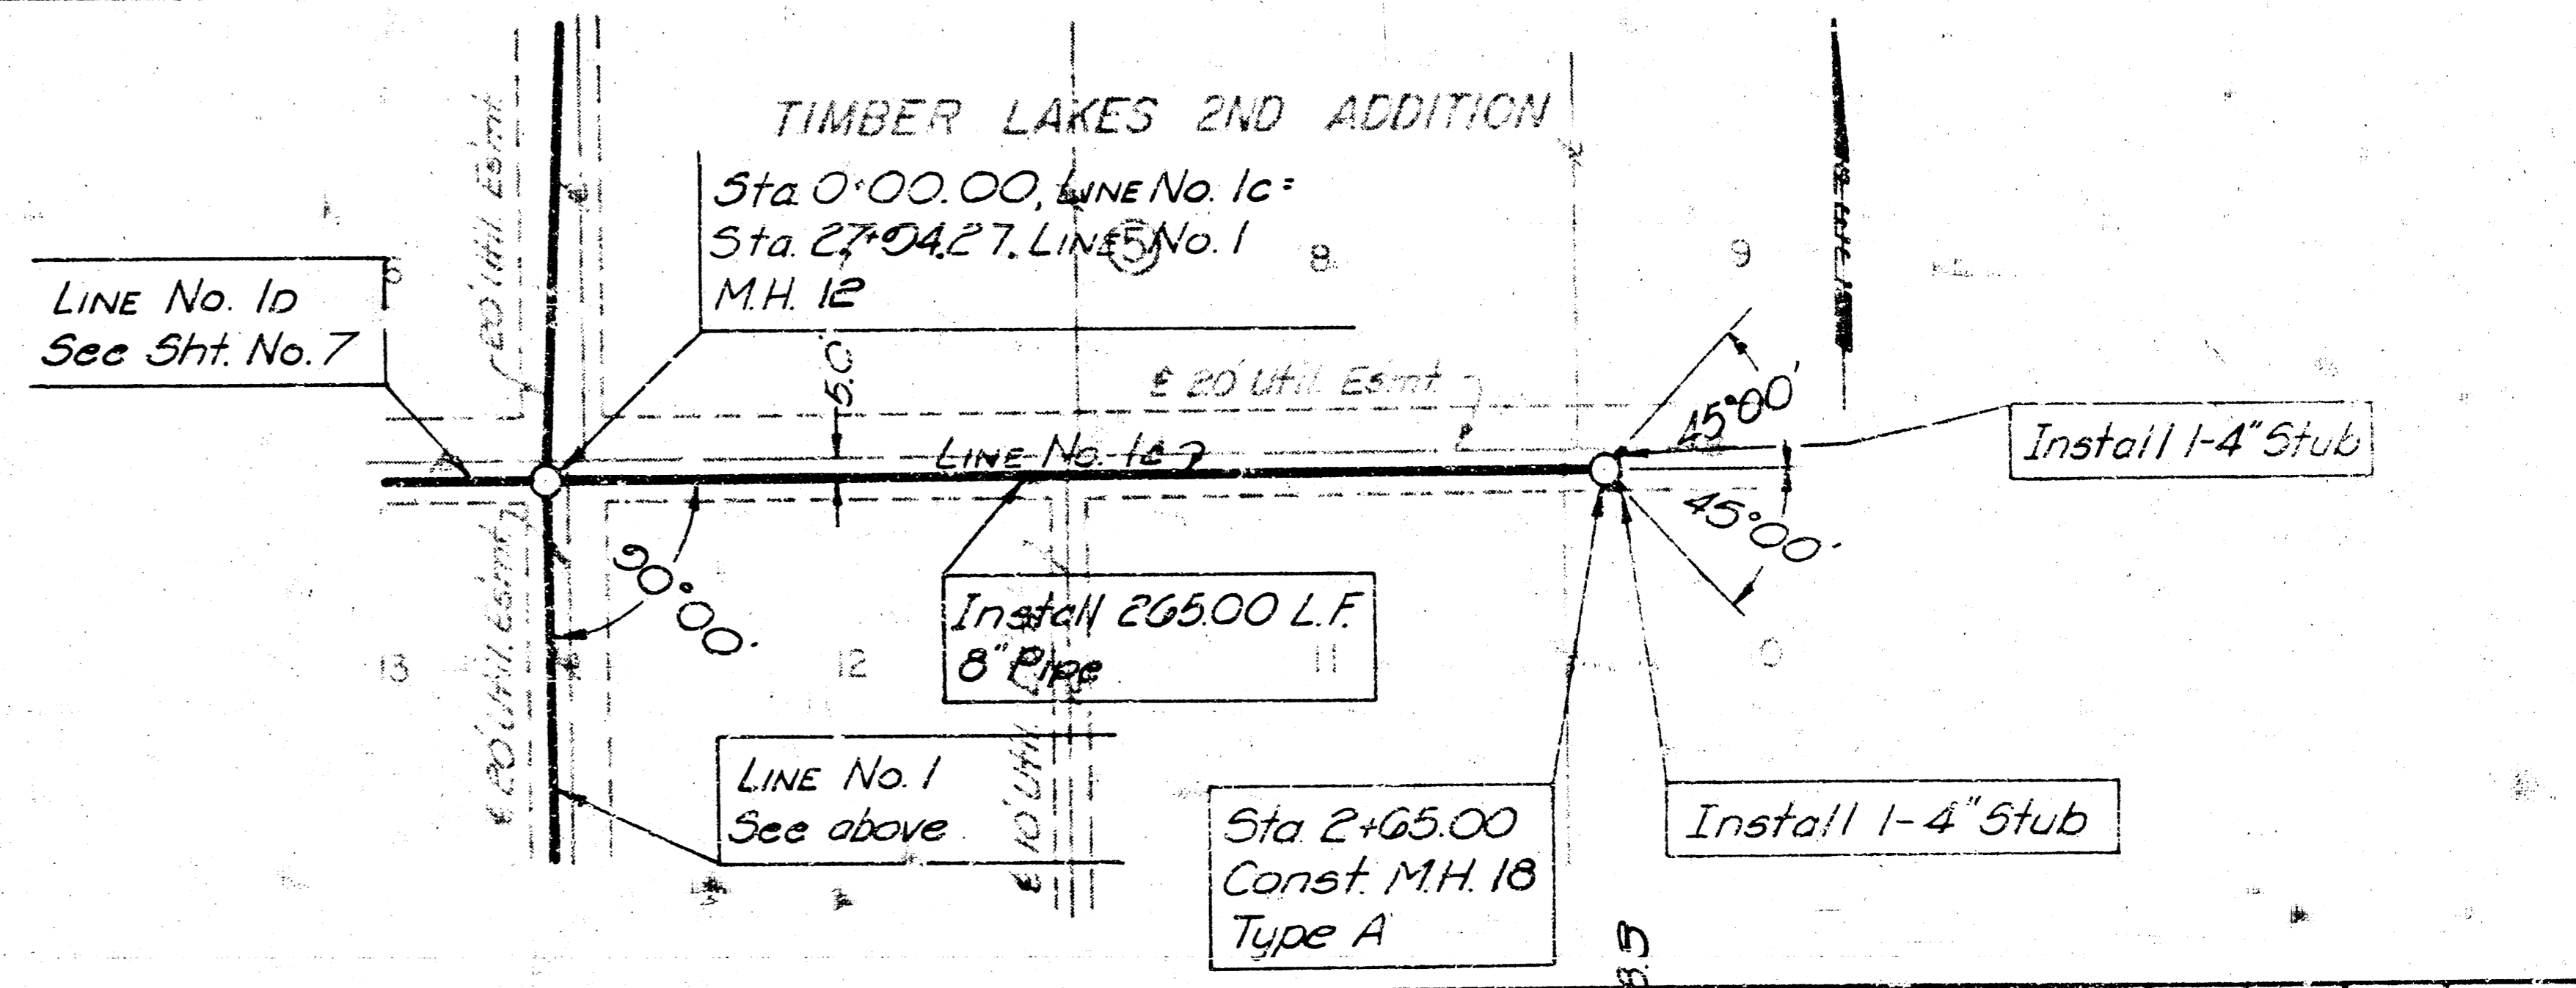 TIMBER LAKES 2ND ADDITION
Sta 0+00.00, LINE No. 1c =
Sta. 27+94.27, LINE No. 1
M.H. 12
5
8
9
LINE No. 1D
See Sht. No. 7
20' Util. Esmt.
5.0'
℄ 20' Util. Esmt.
LINE No. 1c
45°00'
45°00'
Install 1-4" Stub
90°00'
Install 265.00 L.F.
8" Pipe
13
12
11
℄ 20' Util. Esmt.
℄ 10' Util.
LINE No. 1
See above
Sta 2+65.00
Const. M.H. 18
Type A
Install 1-4" Stub